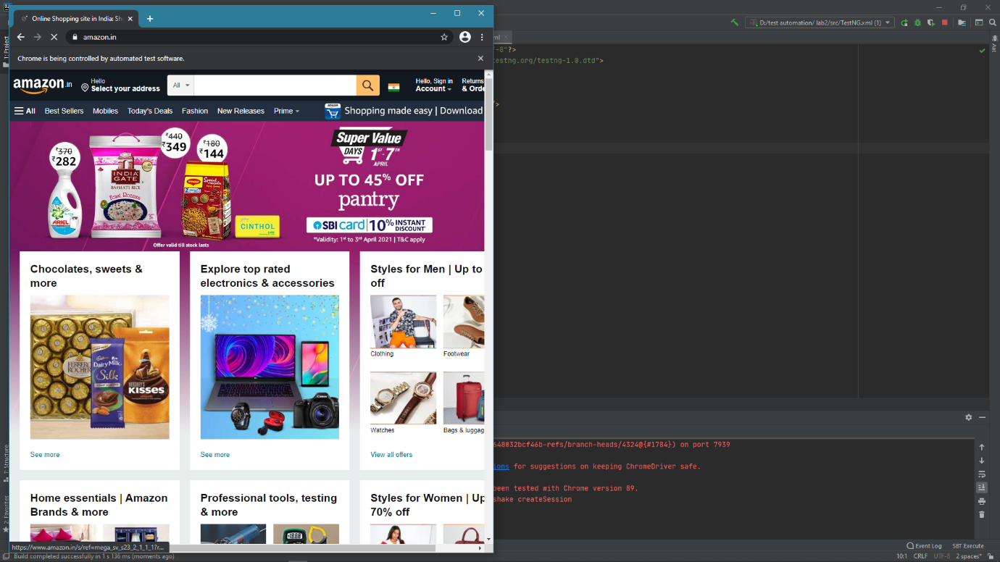 Online Shopping site in India: Sh
amazon.in
Chrome is being controlled by automated test software.
amazon.in
Hello
Select your address
All
Hello, Sign in
Account
Returns
& Orde
All
Best Sellers
Mobiles
Today's Deals
Fashion
New Releases
Prime
Shopping made easy | Download
₹370
₹282
₹440
₹349
₹180
₹144
ARIEL
INDIA
GATE
BASMATI RICE
CINTHOL
Offer valid till stock lasts
Super Value
DAYS 1ST-7TH
APRIL
UP TO 45% OFF
pantry
SBI card | 10% INSTANT
DISCOUNT
*Validity: 1st to 3rd April 2021 | T&C apply
Chocolates, sweets &
more
FERRERO
ROCHER
Cadbury
Dairy Milk
Silk
HERSHEY'S
KISSES
See more
Explore top rated
electronics & accessories
Canon
See more
Styles for Men | Up to
off
Clothing
Footwear
Watches
Bags & luggag
View all offers
Home essentials | Amazon
Brands & more
Professional tools, testing
& more
Styles for Women | Up
70% off
https://www.amazon.in/s/ref=mega_sv_s23_2_1_1_1?r...
D:/test automation/ lab2/src/TestNG.xml (1)
ml
-8"?>
testng.org/testng-1.0.dtd">
/>
648032bcf46b-refs/branch-heads/4324@{#1784}) on port 7939
ions for suggestions on keeping ChromeDriver safe.
been tested with Chrome version 89.
shake createSession
1: Project
7: Structure
2: Favorites
Ant
Event Log
SBT Execute
Build completed successfully in 1 s 136 ms (moments ago)
10:1
CRLF
UTF-8
2 spaces*